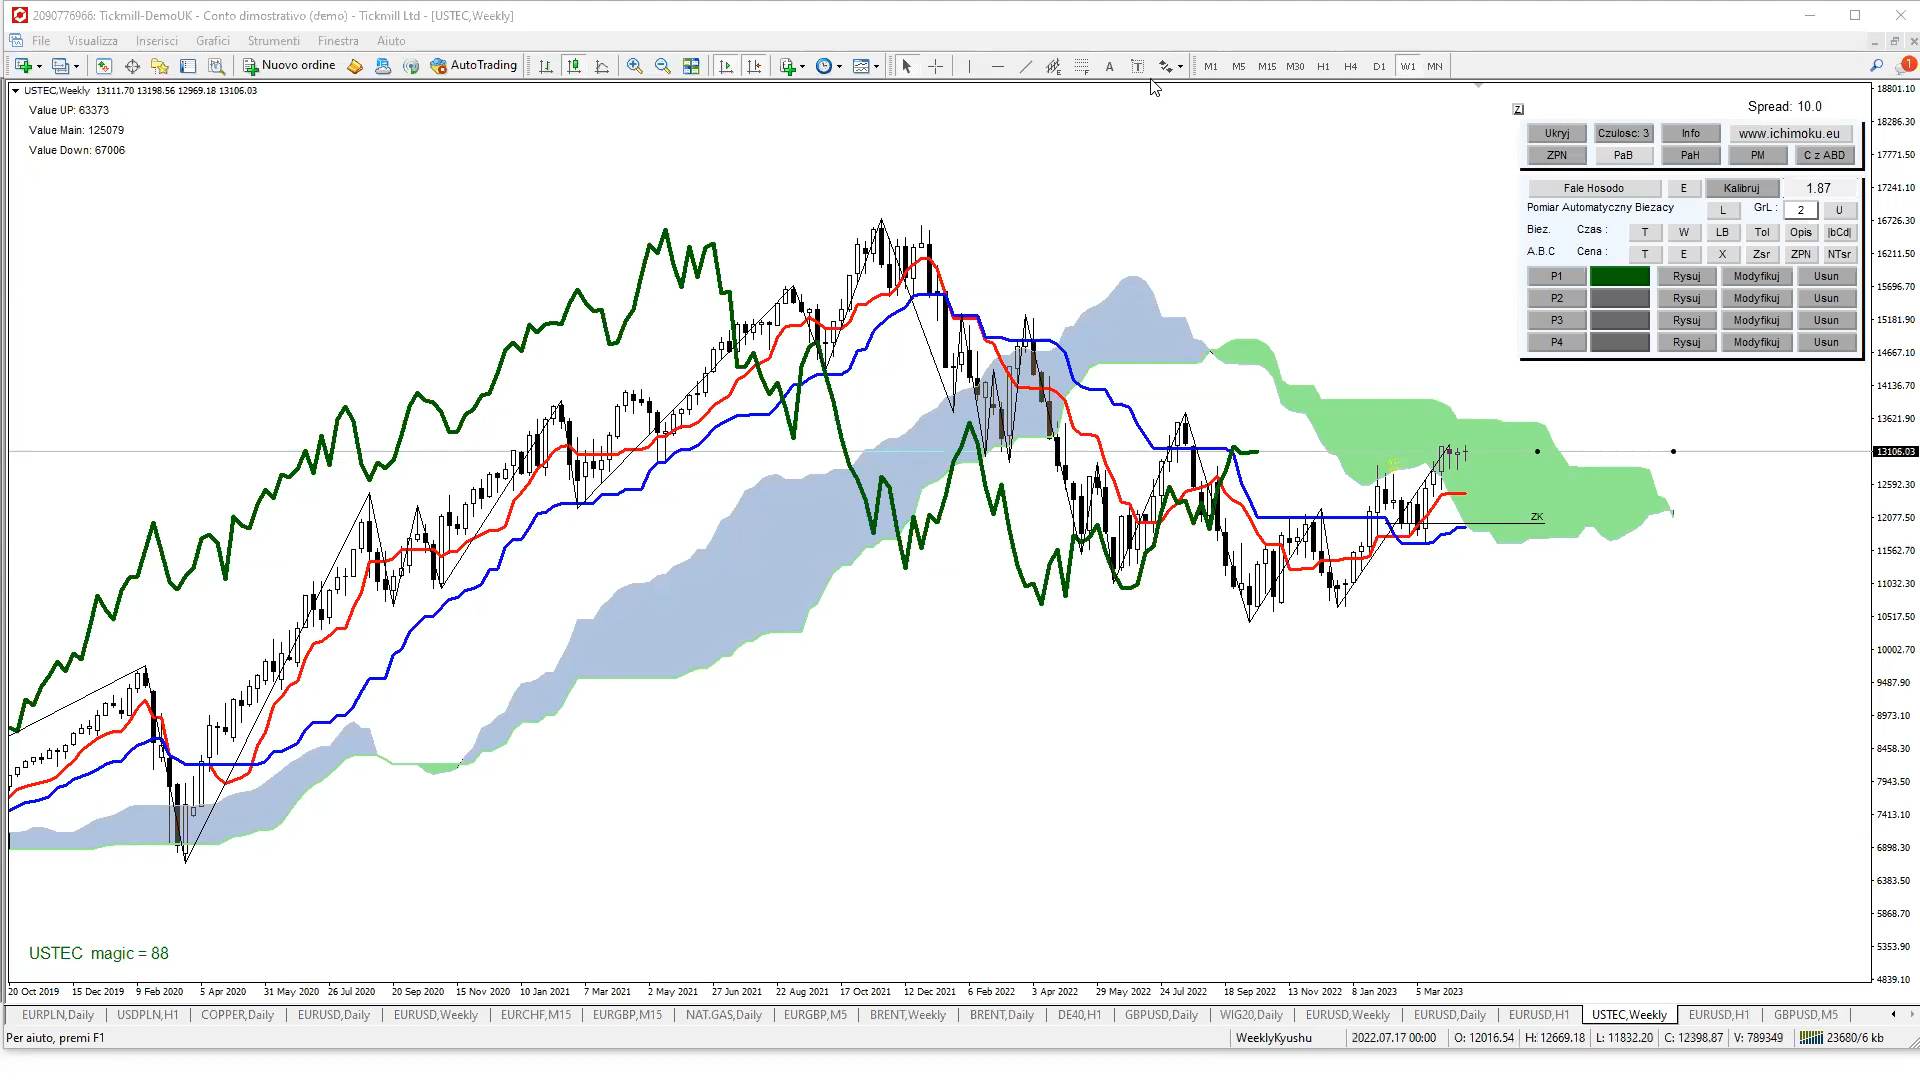 2090776966: Tickmill-DemoUK - Conto dimostrativo (demo) - Tickmill Ltd - [USTEC,Weekly]
File Visualizza Inserisci Grafici Strumenti Finestra Aiuto
Nuovo ordine AutoTrading A T M1 M5 M15 M30 H1 H4 D1 W1 MN 1
USTEC,Weekly 13111.70 13198.56 12969.18 13106.03
Value UP: 63373
Value Main: 125079
Value Down: 67006
Z Spread: 10.0
Ukryj Czulosc: 3 Info www.ichimoku.eu
ZPN PaB PaH PM C z ABD
Fale Hosodo E Kalibruj 1.87
Pomiar Automatyczny Biezacy L GrL : 2 U
Biez. Czas : T W LB Tol Opis |bCd|
A.B.C Cena : T E X Zsr ZPN NTsr
P1 Rysuj Modyfikuj Usun
P2 Rysuj Modyfikuj Usun
P3 Rysuj Modyfikuj Usun
P4 Rysuj Modyfikuj Usun
18801.10
18286.30
17771.50
17241.10
16726.30
16211.50
15696.70
15181.90
14667.10
14136.70
13621.90
13106.03
12592.30
12077.50
11562.70
11032.30
10517.50
10002.70
9487.90
8973.10
8458.30
7943.50
7413.10
6898.30
6383.50
5868.70
5353.90
4839.10
ZK
USTEC magic = 88
20 Oct 2019 15 Dec 2019 9 Feb 2020 5 Apr 2020 31 May 2020 26 Jul 2020 20 Sep 2020 15 Nov 2020 10 Jan 2021 7 Mar 2021 2 May 2021 27 Jun 2021 22 Aug 2021 17 Oct 2021 12 Dec 2021 6 Feb 2022 3 Apr 2022 29 May 2022 24 Jul 2022 18 Sep 2022 13 Nov 2022 8 Jan 2023 5 Mar 2023
EURPLN,Daily USDPLN,H1 COPPER,Daily EURUSD,Daily EURUSD,Weekly EURCHF,M15 EURGBP,M15 NAT.GAS,Daily EURGBP,M5 BRENT,Weekly BRENT,Daily DE40,H1 GBPUSD,Daily WIG20,Daily EURUSD,Weekly EURUSD,Daily EURUSD,H1 USTEC,Weekly EURUSD,H1 GBPUSD,M5
Per aiuto, premi F1 WeeklyKyushu 2022.07.17 00:00 O: 12016.54 H: 12669.18 L: 11832.20 C: 12398.87 V: 789349 23680/6 kb